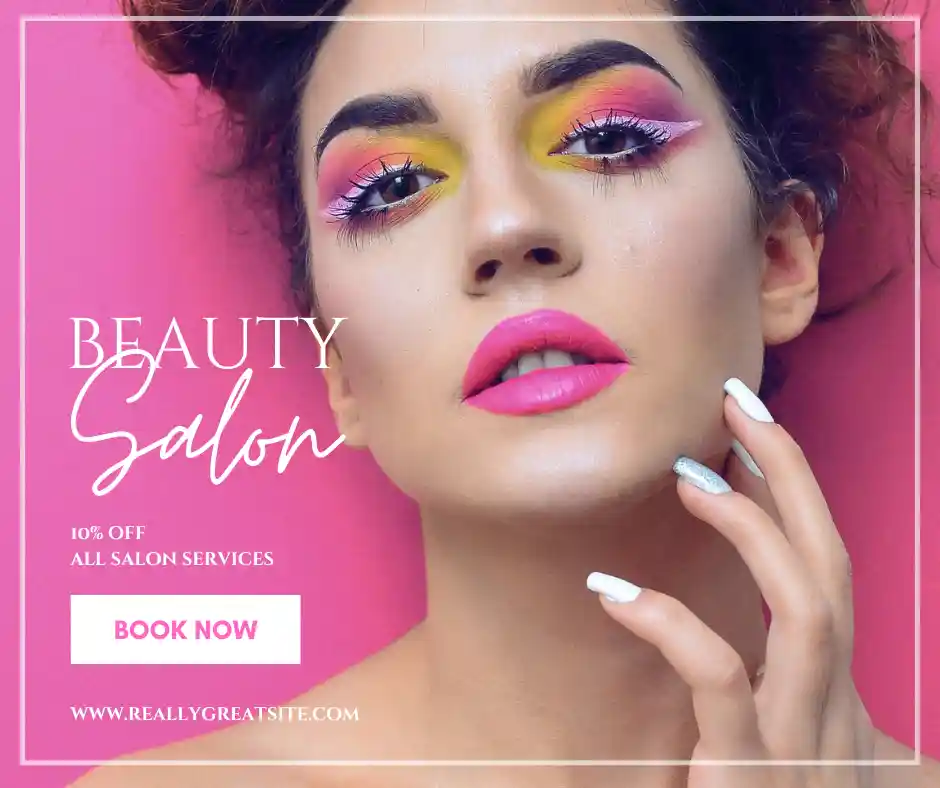 BEAUTY
Salon
10% OFF
ALL SALON SERVICES
BOOK NOW
WWW.REALLYGREATSITE.COM